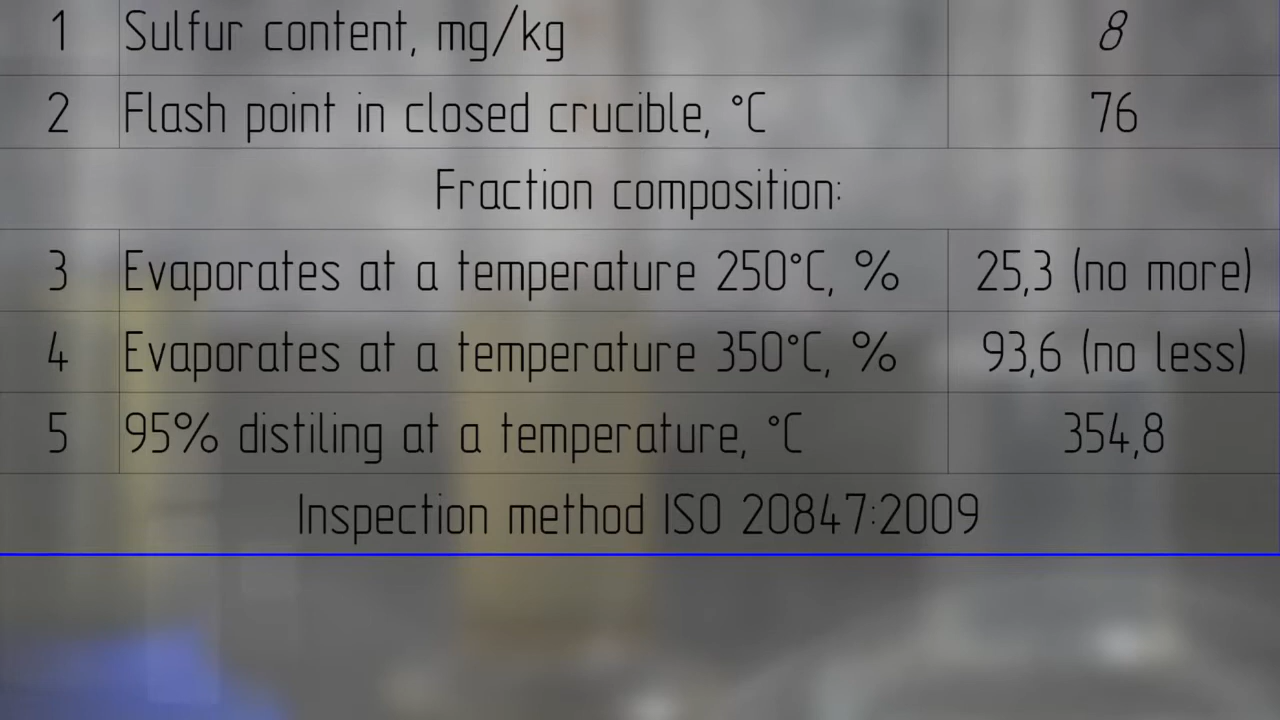 1 Sulfur content, mg/kg 8
2 Flash point in closed crucible, °C 76
Fraction composition:
3 Evaporates at a temperature 250°C, % 25,3 (no more)
4 Evaporates at a temperature 350°C, % 93,6 (no less)
5 95% distiling at a temperature, °C 354,8
Inspection method ISO 20847:2009